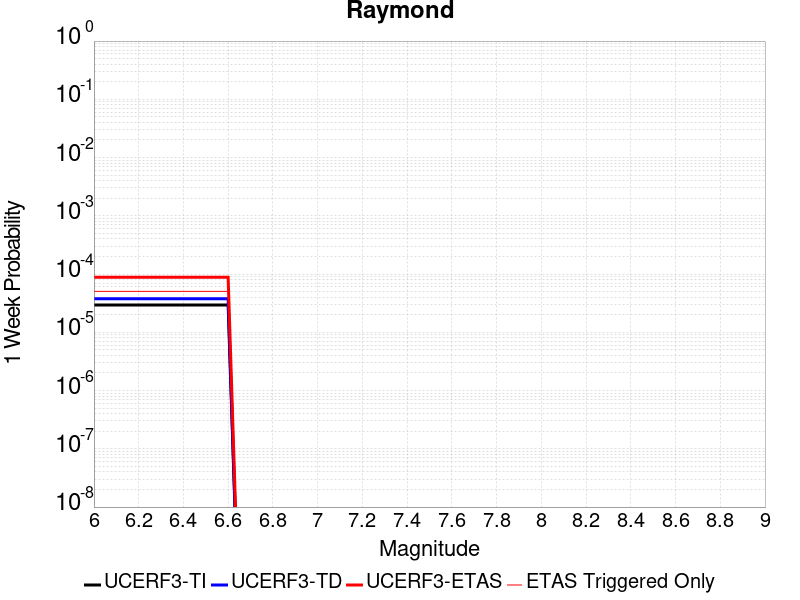 Raymond
1 Week Probability
10^0
10^-1
10^-2
10^-3
10^-4
10^-5
10^-6
10^-7
10^-8
6 6.2 6.4 6.6 6.8 7 7.2 7.4 7.6 7.8 8 8.2 8.4 8.6 8.8 9
Magnitude
UCERF3-TI UCERF3-TD UCERF3-ETAS ETAS Triggered Only